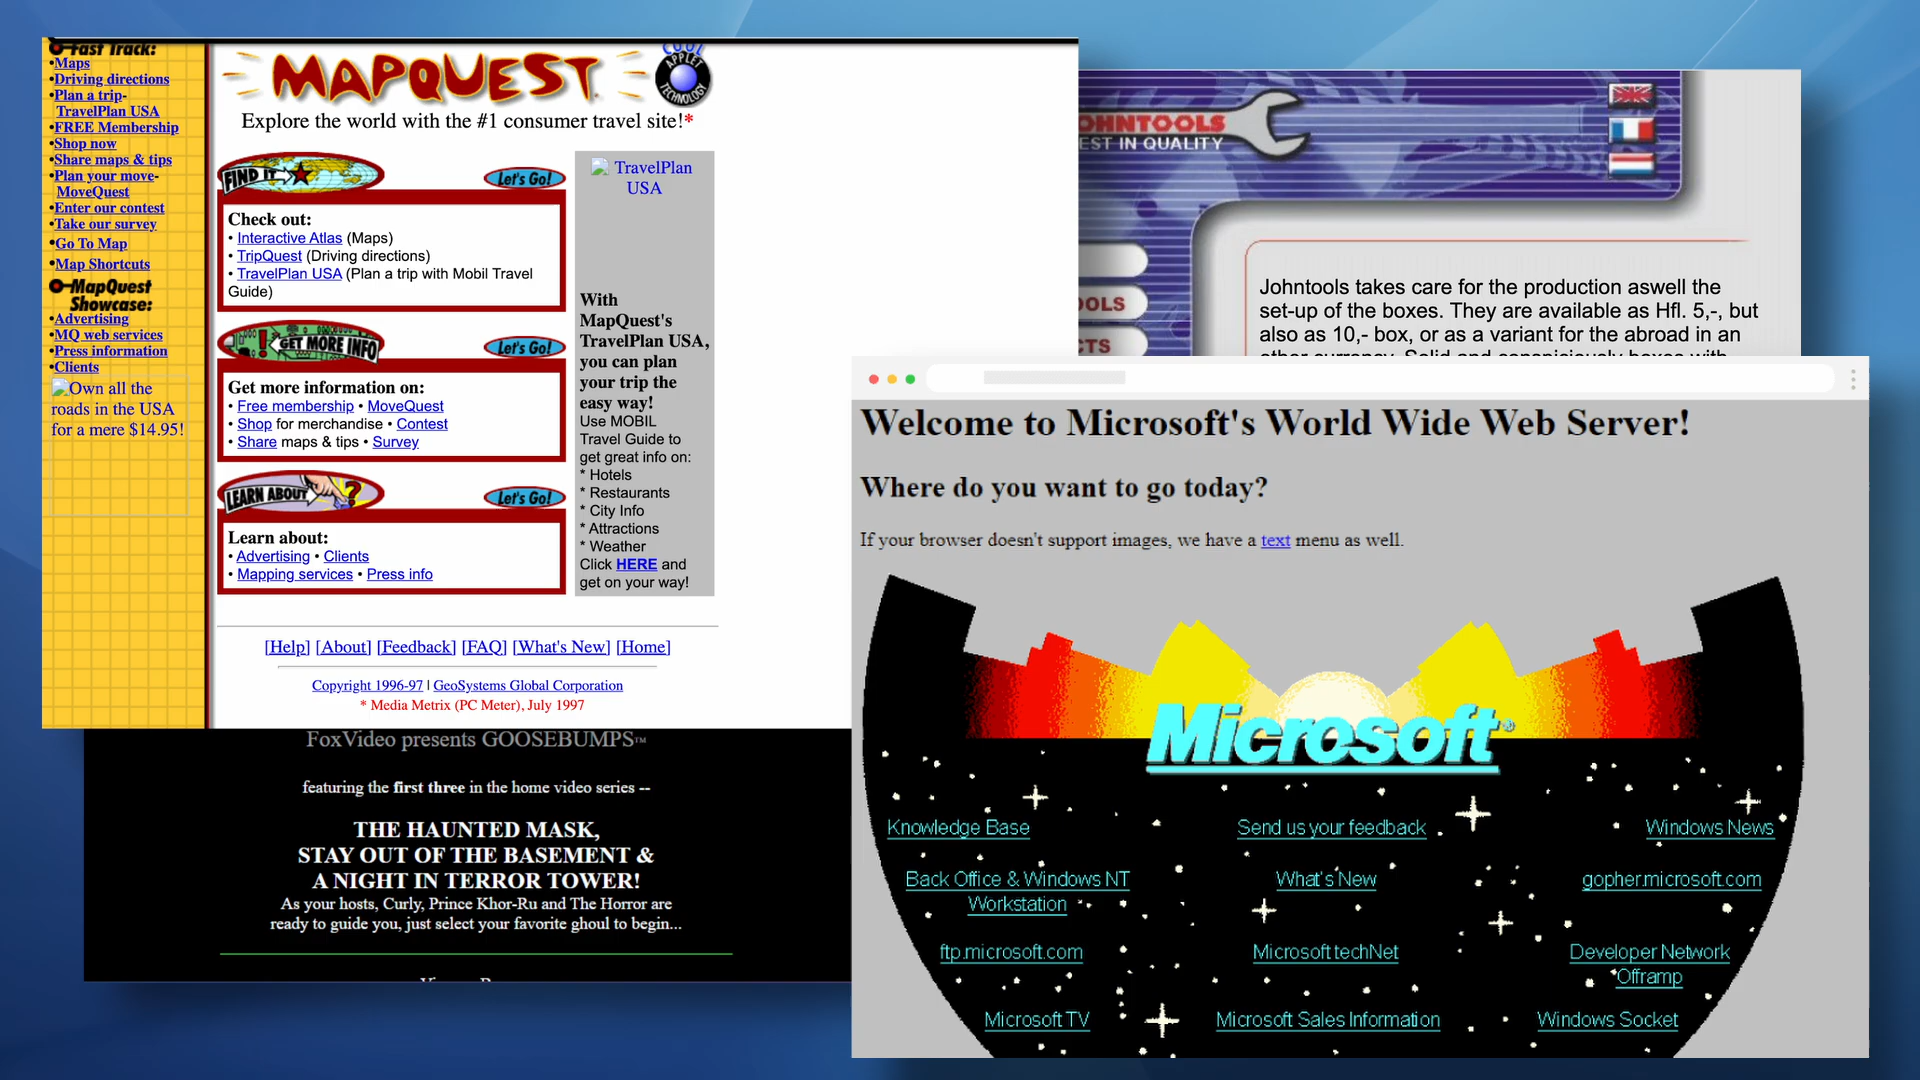 Fast Track:
•Maps
•Driving directions
•Plan a trip-
TravelPlan USA
•FREE Membership
•Shop now
•Share maps & tips
•Plan your move-
MoveQuest
•Enter our contest
•Take our survey
•Go To Map
•Map Shortcuts
MapQuest
Showcase:
•Advertising
•MQ web services
•Press information
•Clients
Own all the
roads in the USA
for a mere $14.95!
MAPQUEST
COOL
APPLET
TECHNOLOGY
Explore the world with the #1 consumer travel site!*
FIND IT
Let's Go!
Check out:
• Interactive Atlas (Maps)
• TripQuest (Driving directions)
• TravelPlan USA (Plan a trip with Mobil Travel
Guide)
GET MORE INFO
Let's Go!
Get more information on:
• Free membership • MoveQuest
• Shop for merchandise • Contest
• Share maps & tips • Survey
LEARN ABOUT
Let's Go!
Learn about:
• Advertising • Clients
• Mapping services • Press info
TravelPlan
USA
With
MapQuest's
TravelPlan USA,
you can plan
your trip the
easy way!
Use MOBIL
Travel Guide to
get great info on:
* Hotels
* Restaurants
* City Info
* Attractions
* Weather
Click HERE and
get on your way!
[Help] [About] [Feedback] [FAQ] [What's New] [Home]
Copyright 1996-97 | GeoSystems Global Corporation
* Media Metrix (PC Meter), July 1997
OHNTOOLS
EST IN QUALITY
OOLS
CTS
Johntools takes care for the production aswell the
set-up of the boxes. They are available as Hfl. 5,-, but
also as 10,- box, or as a variant for the abroad in an
other currency. Solid and conspiciously boxes with
FoxVideo presents GOOSEBUMPS™
featuring the first three in the home video series --
THE HAUNTED MASK,
STAY OUT OF THE BASEMENT &
A NIGHT IN TERROR TOWER!
As your hosts, Curly, Prince Khor-Ru and The Horror are
ready to guide you, just select your favorite ghoul to begin...
Welcome to Microsoft's World Wide Web Server!
Where do you want to go today?
If your browser doesn't support images, we have a text menu as well.
Microsoft®
Knowledge Base
Send us your feedback
Windows News
Back Office & Windows NT
Workstation
What's New
gopher.microsoft.com
ftp.microsoft.com
Microsoft techNet
Developer Network
Offramp
Microsoft TV
Microsoft Sales Information
Windows Socket